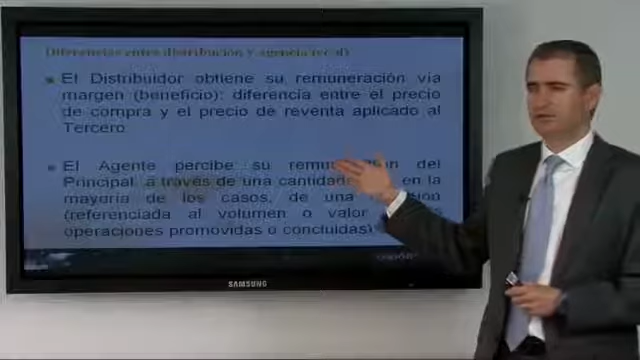 Diferencias entre distribución y agencia
El Distribuidor obtiene su remuneración vía
margen (beneficio): diferencia entre el precio
de compra y el precio de reventa aplicado al
Tercero
El Agente percibe su del
Principal a través de una cantidad en la
mayoría de los casos, de una
(referenciada al volumen o valor
operaciones promovidas o concluidas)
SAMSUNG